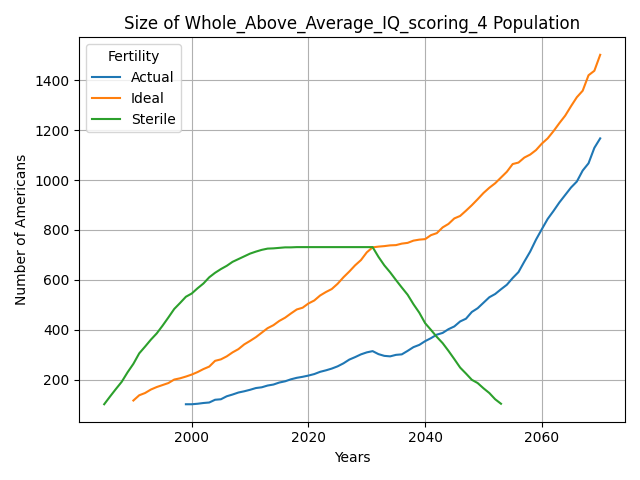 Size of Whole_Above_Average_IQ_scoring_4 Population
Fertility
Actual
Ideal
Sterile
Number of Americans
1400
1200
1000
800
600
400
200
2000 2020 2040 2060
Years